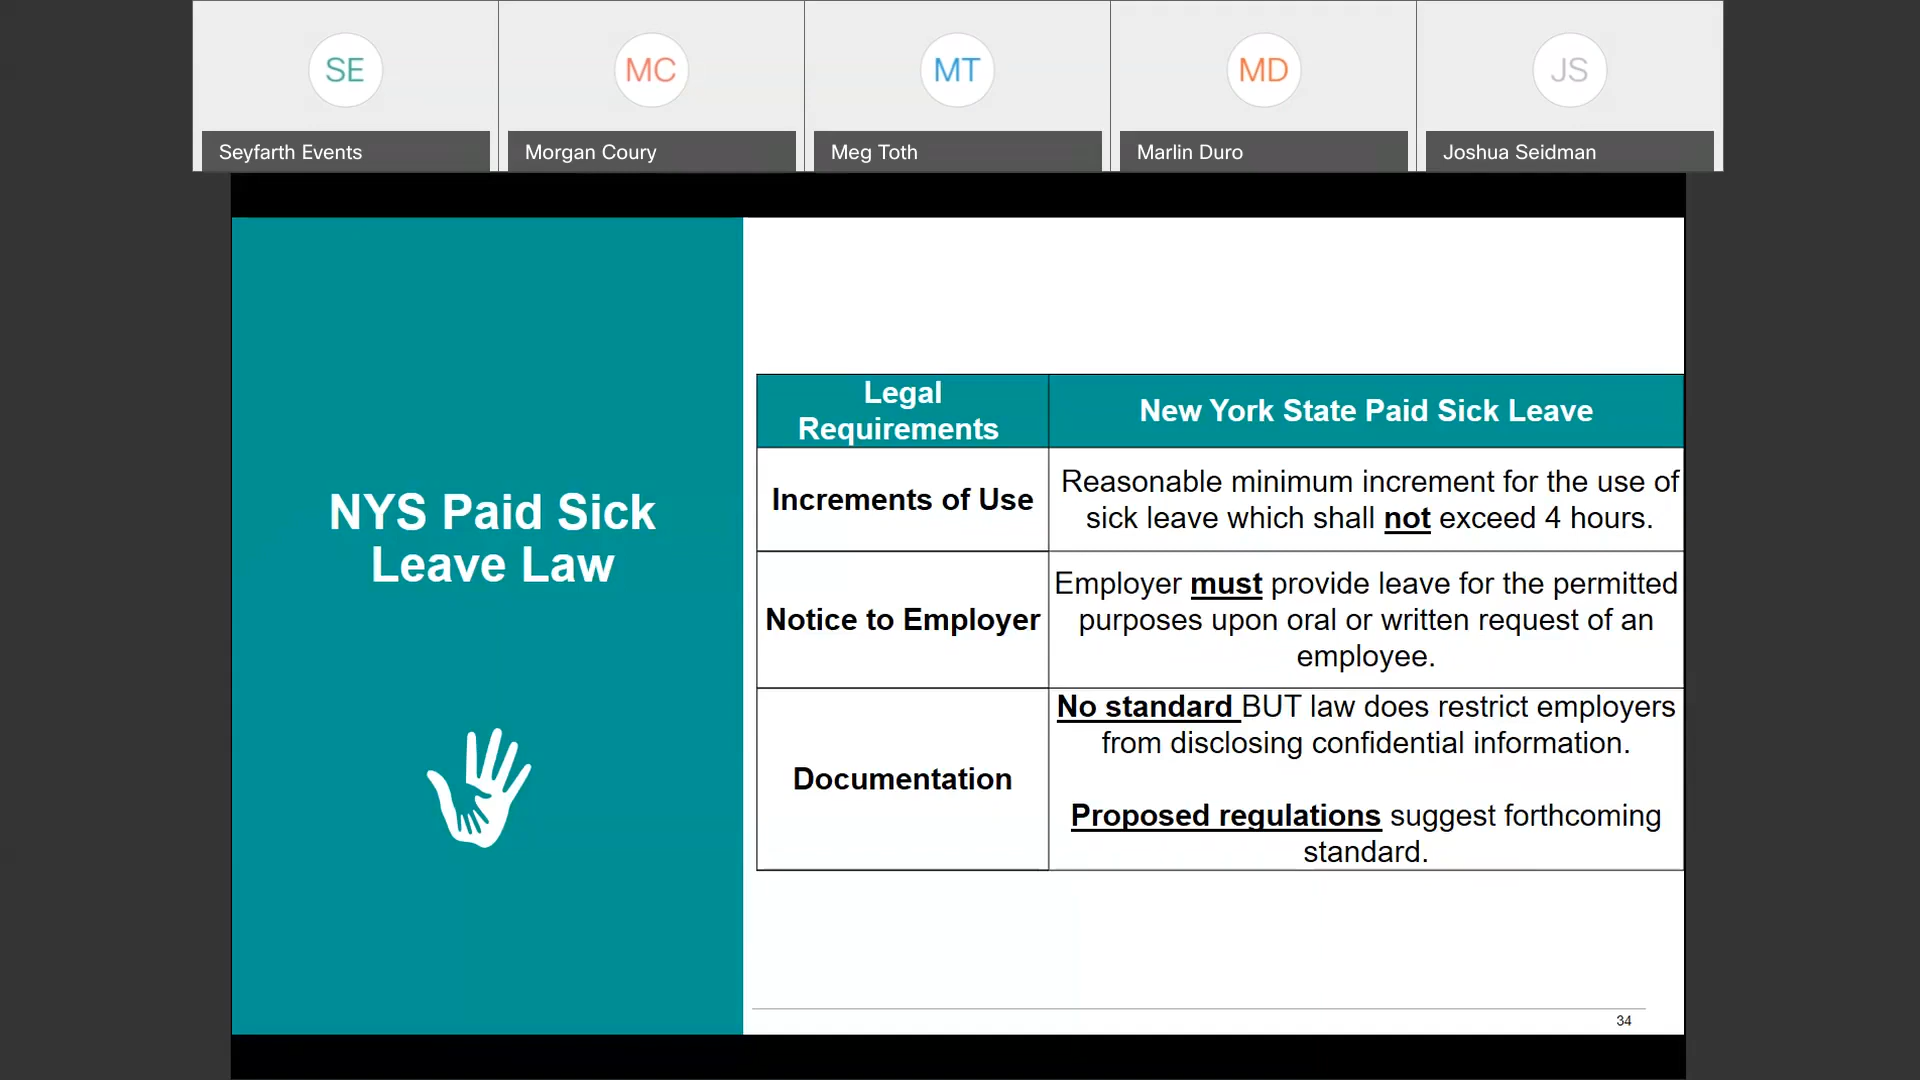 SE
MC
MT
MD
JS
Seyfarth Events
Morgan Coury
Meg Toth
Marlin Duro
Joshua Seidman
NYS Paid Sick
Leave Law
Legal
Requirements
New York State Paid Sick Leave
Increments of Use
Reasonable minimum increment for the use of
sick leave which shall not exceed 4 hours.
Notice to Employer
Employer must provide leave for the permitted
purposes upon oral or written request of an
employee.
Documentation
No standard BUT law does restrict employers
from disclosing confidential information.
Proposed regulations suggest forthcoming
standard.
34